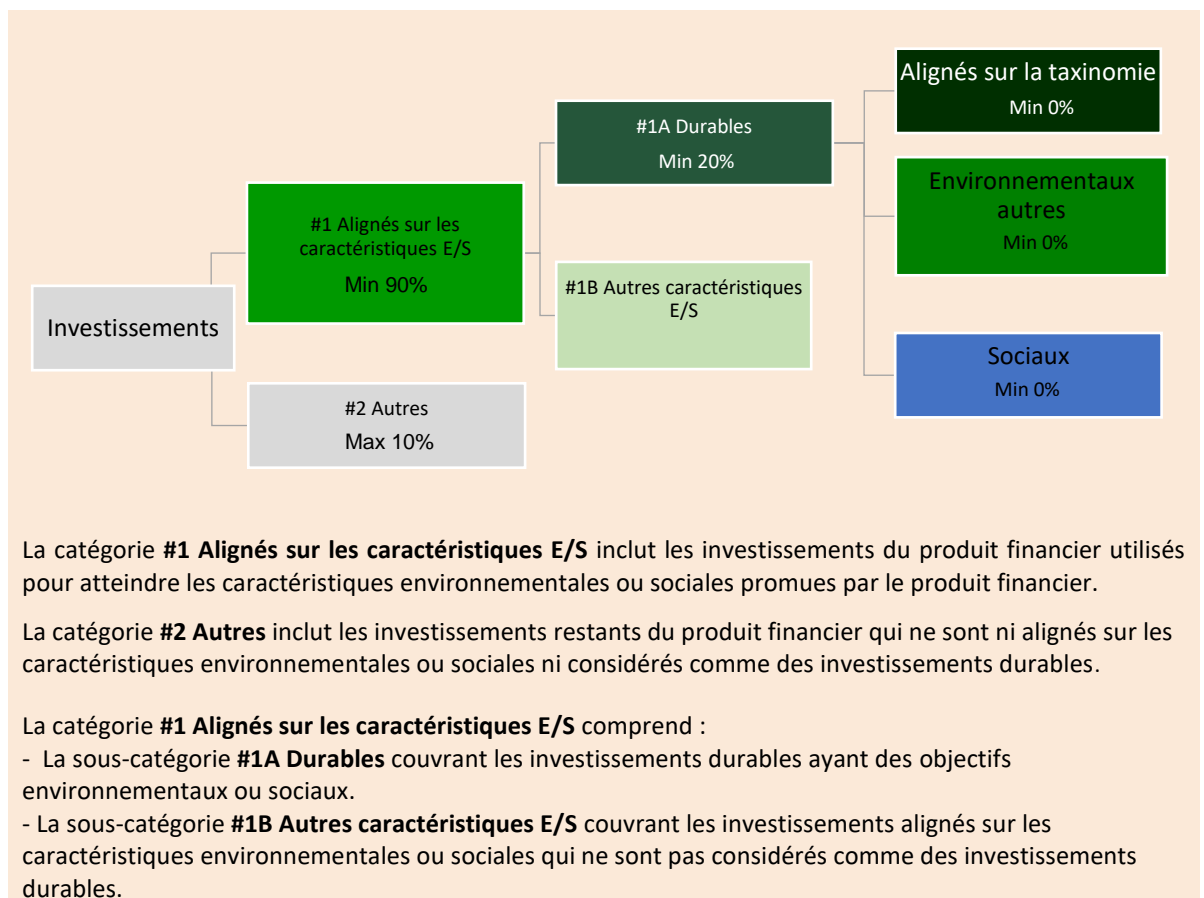 Alignés sur la taxinomie
Min 0%
#1A Durables
Min 20%
Environnementaux
autres
Min 0%
#1 Alignés sur les
caractéristiques E/S
Min 90%
#1B Autres caractéristiques
E/S
Investissements
Sociaux
Min 0%
#2 Autres
Max 10%
La catégorie #1 Alignés sur les caractéristiques E/S inclut les investissements du produit financier utilisés
pour atteindre les caractéristiques environnementales ou sociales promues par le produit financier.
La catégorie #2 Autres inclut les investissements restants du produit financier qui ne sont ni alignés sur les
caractéristiques environnementales ou sociales ni considérés comme des investissements durables.
La catégorie #1 Alignés sur les caractéristiques E/S comprend :
- La sous-catégorie #1A Durables couvrant les investissements durables ayant des objectifs
environnementaux ou sociaux.
- La sous-catégorie #1B Autres caractéristiques E/S couvrant les investissements alignés sur les
caractéristiques environnementales ou sociales qui ne sont pas considérés comme des investissements
durables.